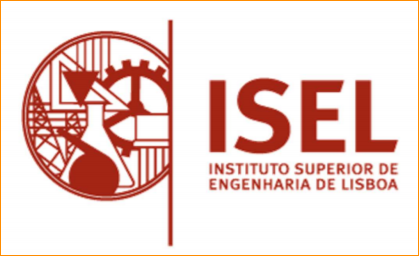 ISEL
INSTITUTO SUPERIOR DE
ENGENHARIA DE LISBOA